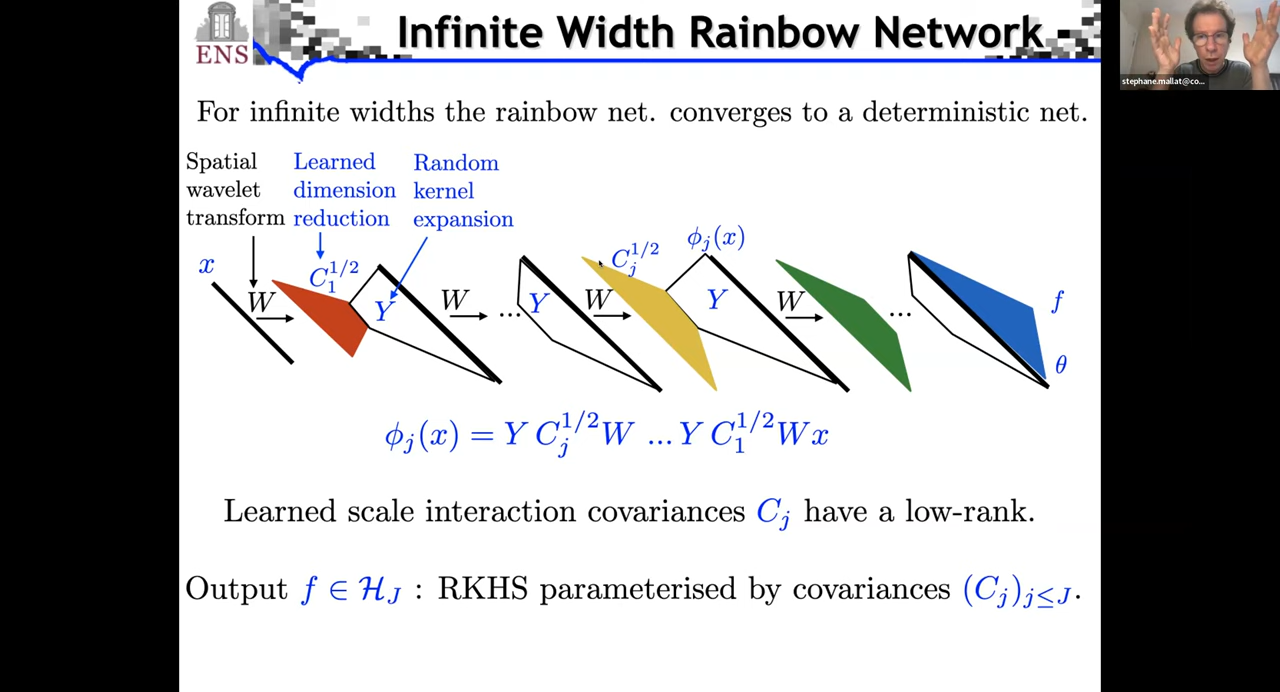 ENS
Infinite Width Rainbow Network
stephane.mallat@co...
For infinite widths the rainbow net. converges to a deterministic net.
Spatial wavelet transform
Learned dimension reduction
Random kernel expansion
x
W
C_1^{1/2}
Y
W
...
Y
W
C_j^{1/2}
ϕ_j(x)
Y
W
...
f
θ
ϕ_j(x) = Y C_j^{1/2} W ... Y C_1^{1/2} W x
Learned scale interaction covariances C_j have a low-rank.
Output f ∈ ℋ_J : RKHS parameterised by covariances (C_j)_{j≤J}.